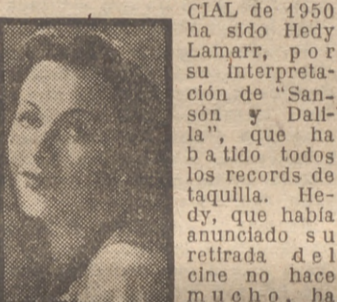 CIAL de 1950
ha sido Hedy
Lamarr, por
su interpreta-
ción de "San-
són y Dali-
la", que ha
batido todos
los records de
taquilla. He-
dy, que había
anunciado su
retirada del
cine no hace
mucho ha